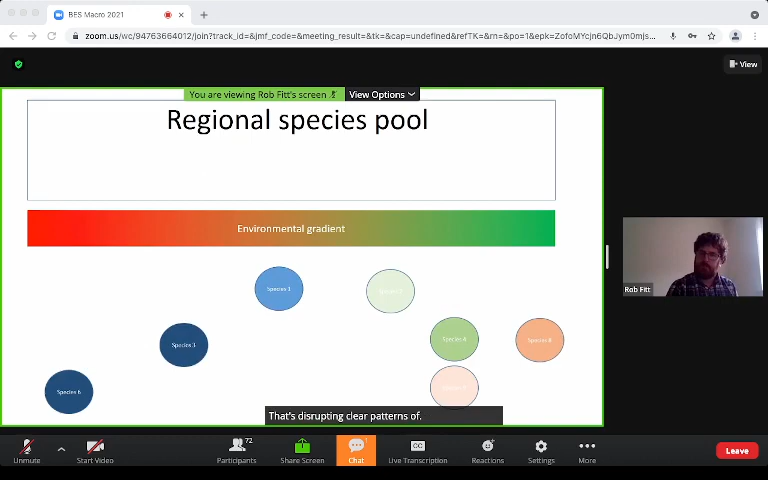 BES Macro 2021
zoom.us/wc/94763664012/join?track_id=&jmf_code=&meeting_result=&tk=&cap=undefined&refTK=&rn=&po=1&epk=ZofoMYcjn6QbJym0mjs...
View
You are viewing Rob Fitt's screen
View Options
Regional species pool
Environmental gradient
Species 1
Species 3
Species 4
Species 8
Species 6
Rob Fitt
That's disrupting clear patterns of.
Unmute
Start Video
72
Participants
Share Screen
1
Chat
CC
Live Transcription
Reactions
Settings
More
Leave